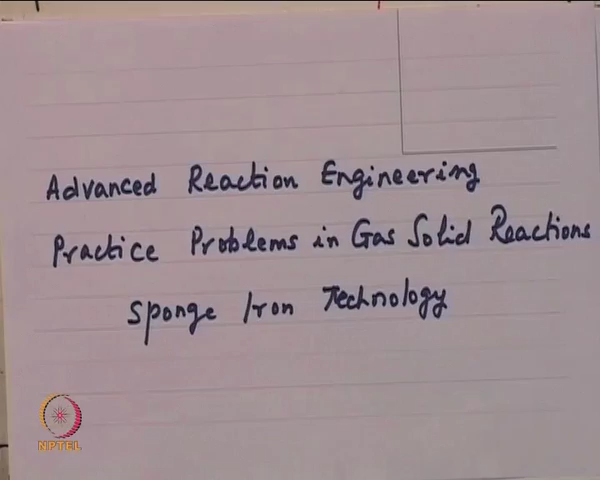 Advanced Reaction Engineering
Practice Problems in Gas Solid Reactions
Sponge Iron Technology
NPTEL